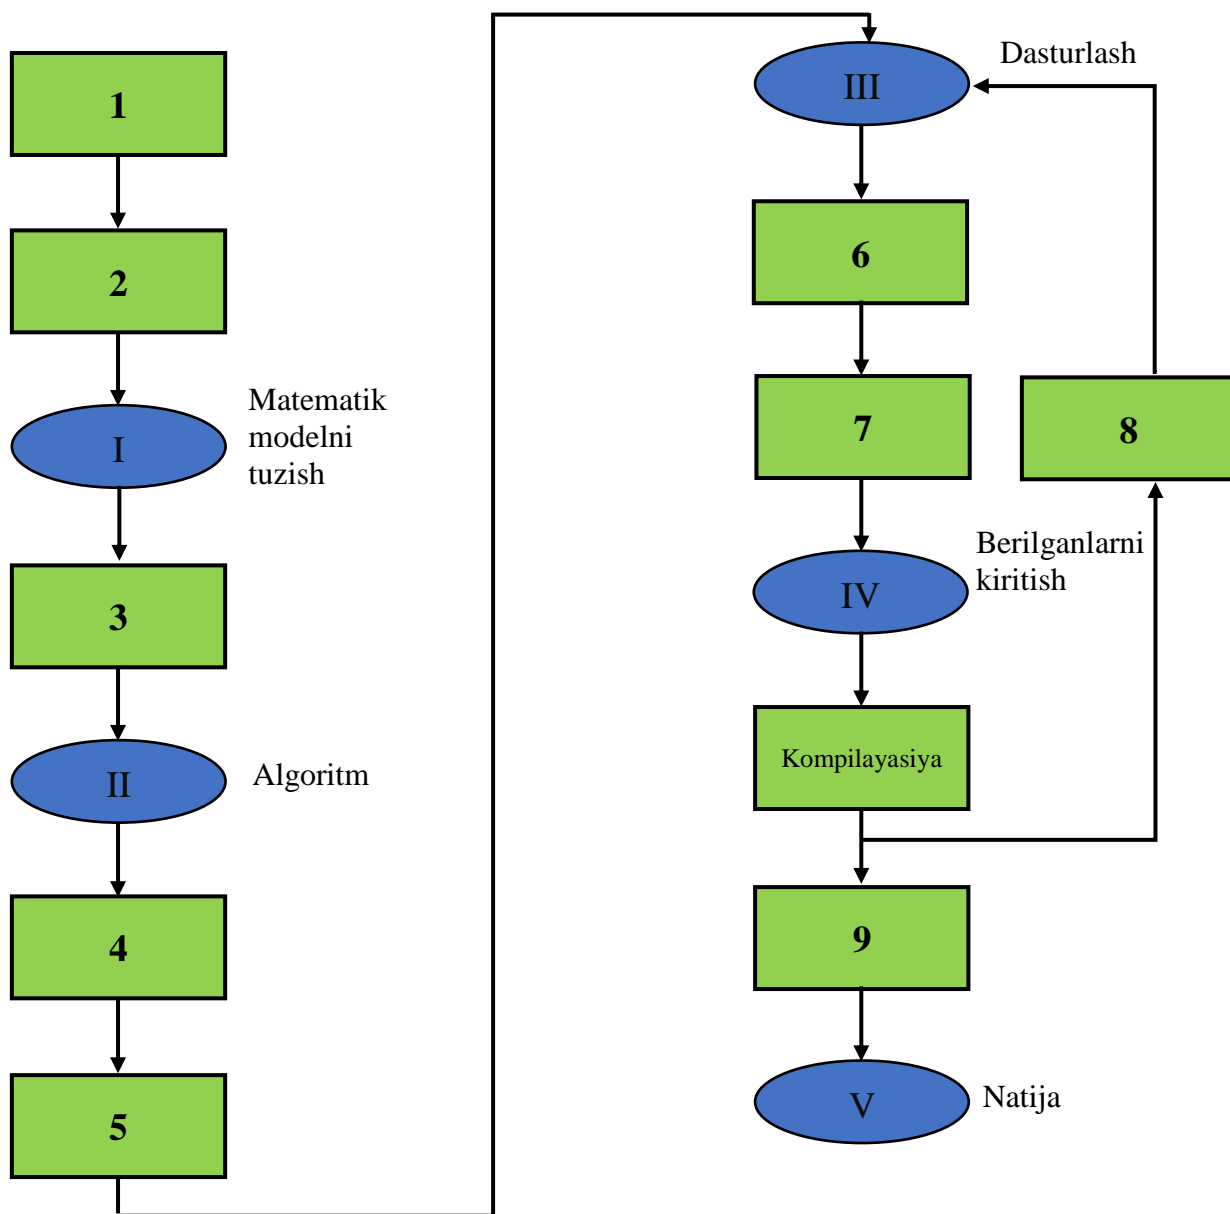 1
2
I
Matematik
modelni
tuzish
3
II
Algoritm
4
5
III
Dasturlash
6
7
8
IV
Berilganlarni
kiritish
Kompilayasiya
9
V
Natija